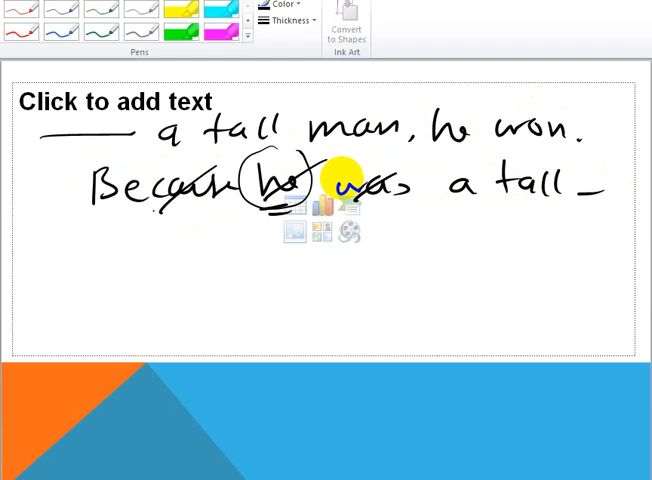 Color
Thickness
Convert
to Shapes
Pens
Ink Art
Click to add text
____ a tall man, he won.
Because he was a tall _